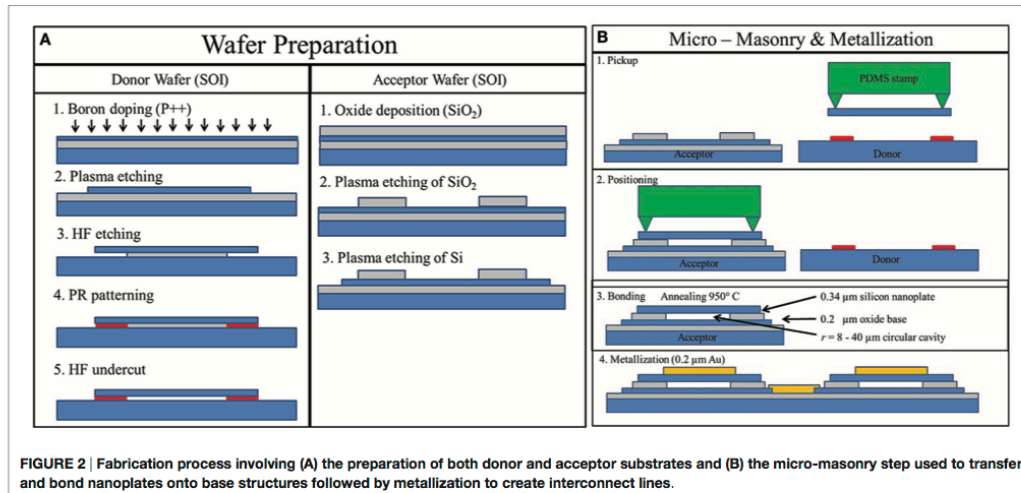 A
Wafer Preparation
Donor Wafer (SOI)
1. Boron doping (P++)
2. Plasma etching
3. HF etching
4. PR patterning
5. HF undercut
Acceptor Wafer (SOI)
1. Oxide deposition (SiO₂)
2. Plasma etching of SiO₂
3. Plasma etching of Si
B
Micro – Masonry & Metallization
1. Pickup
PDMS stamp
Acceptor
Donor
2. Positioning
Acceptor
Donor
3. Bonding Annealing 950° C
0.34 µm silicon nanoplate
0.2 µm oxide base
r = 8 - 40 µm circular cavity
Acceptor
4. Metallization (0.2 µm Au)
FIGURE 2 | Fabrication process involving (A) the preparation of both donor and acceptor substrates and (B) the micro-masonry step used to transfer
and bond nanoplates onto base structures followed by metallization to create interconnect lines.